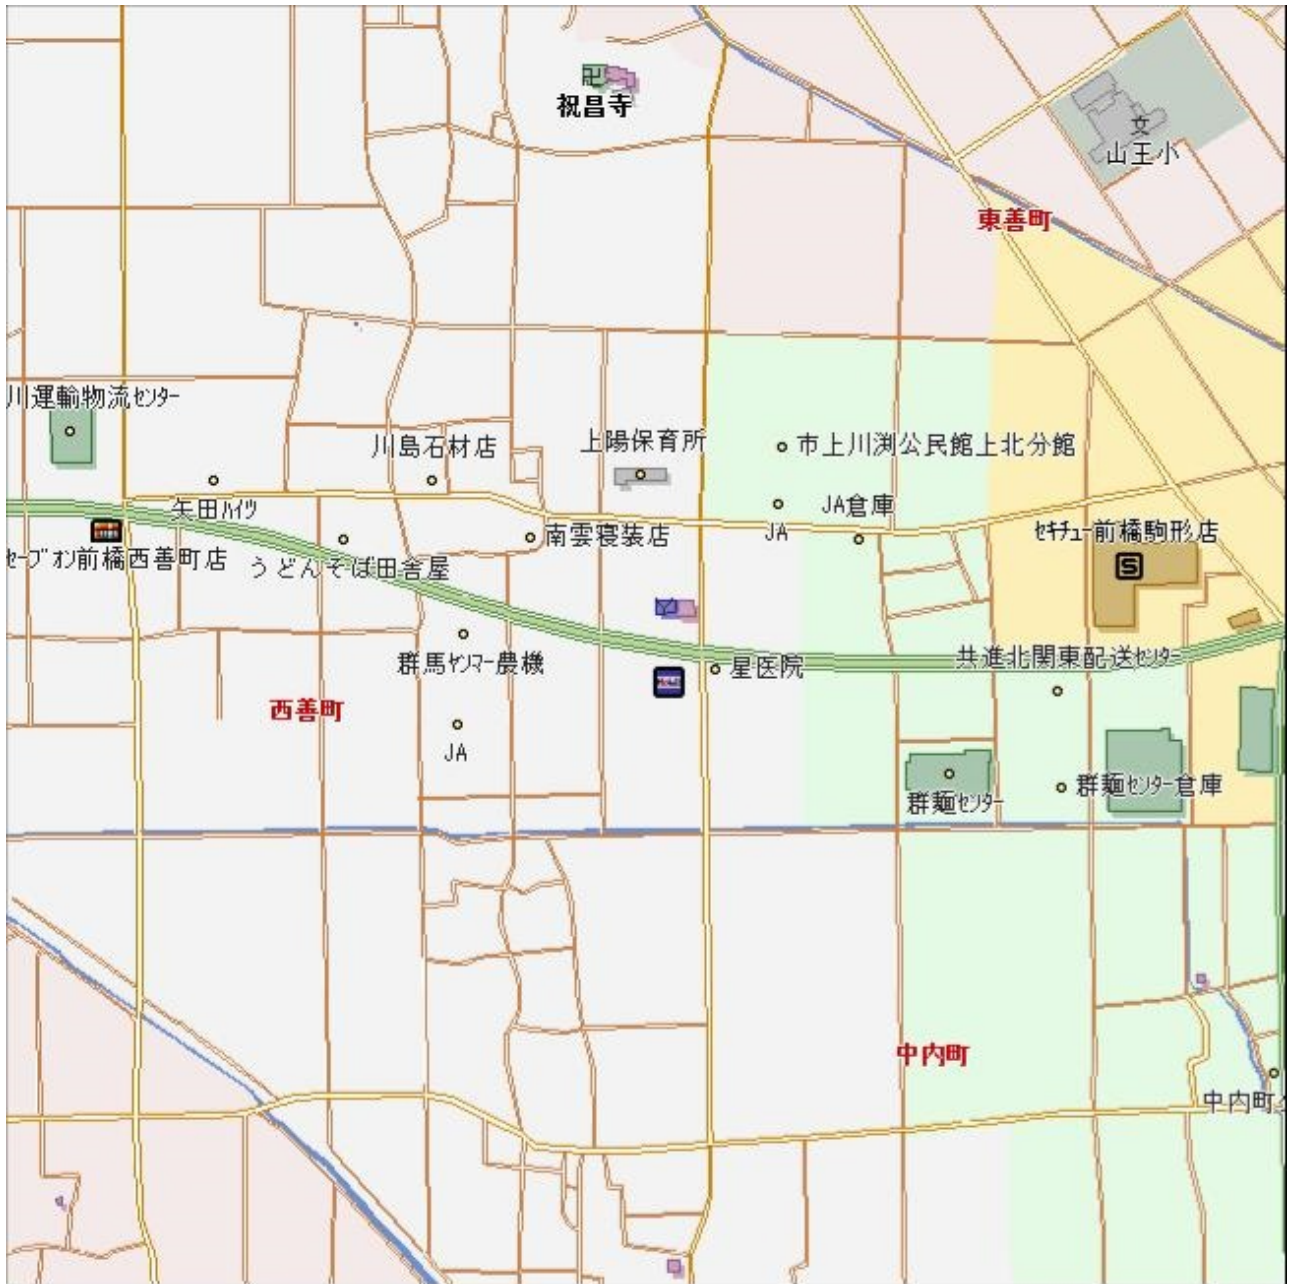 祝昌寺
文
山王小
東善町
川運輸物流ｾﾝﾀｰ
川島石材店
上陽保育所
市上川渕公民館上北分館
矢田ﾊｲﾂ
南雲寝装店
JA
JA倉庫
ｾｷﾁｭｰ前橋駒形店
S
ｾｰﾌﾞｵﾝ前橋西善町店
うどんそば田舎屋
群馬ﾔﾝﾏｰ農機
星医院
共進北関東配送ｾﾝﾀｰ
西善町
JA
群麺ｾﾝﾀｰ
群麺ｾﾝﾀｰ倉庫
中内町
中内町